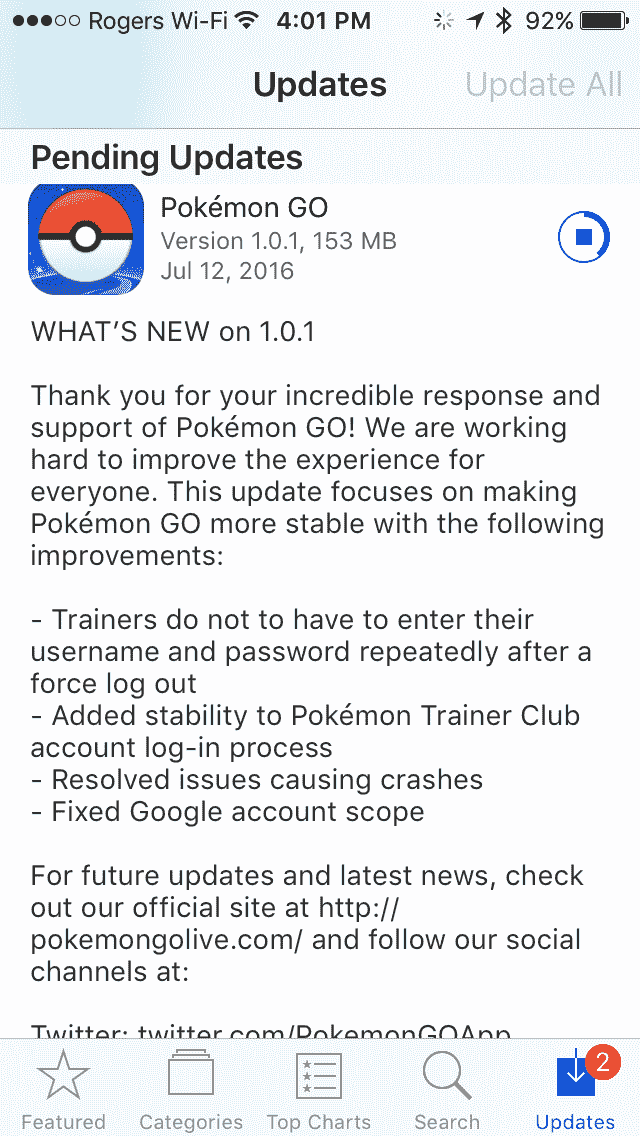 Rogers Wi-Fi 4:01 PM 92%
Updates Update All
Pending Updates
Pokémon GO
Version 1.0.1, 153 MB
Jul 12, 2016
WHAT'S NEW on 1.0.1
Thank you for your incredible response and
support of Pokémon GO! We are working
hard to improve the experience for
everyone. This update focuses on making
Pokémon GO more stable with the following
improvements:
- Trainers do not to have to enter their
username and password repeatedly after a
force log out
- Added stability to Pokémon Trainer Club
account log-in process
- Resolved issues causing crashes
- Fixed Google account scope
For future updates and latest news, check
out our official site at http://
pokemongolive.com/ and follow our social
channels at:
Twitter: twitter.com/PokemonGOApp
2
Featured Categories Top Charts Search Updates